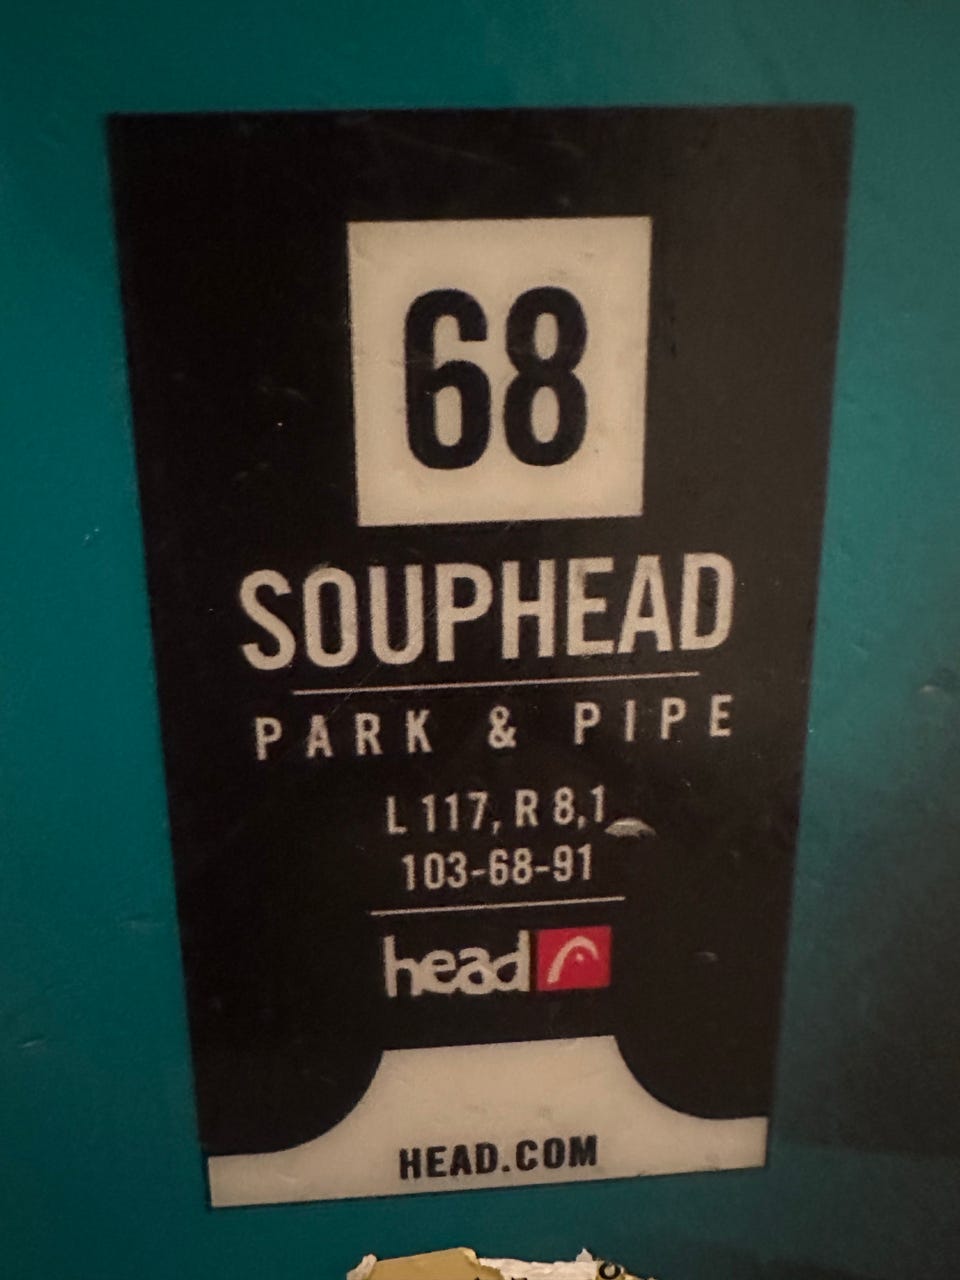 68
SOUPHEAD
PARK & PIPE
L 117, R 8,1
103-68-91
head
HEAD.COM